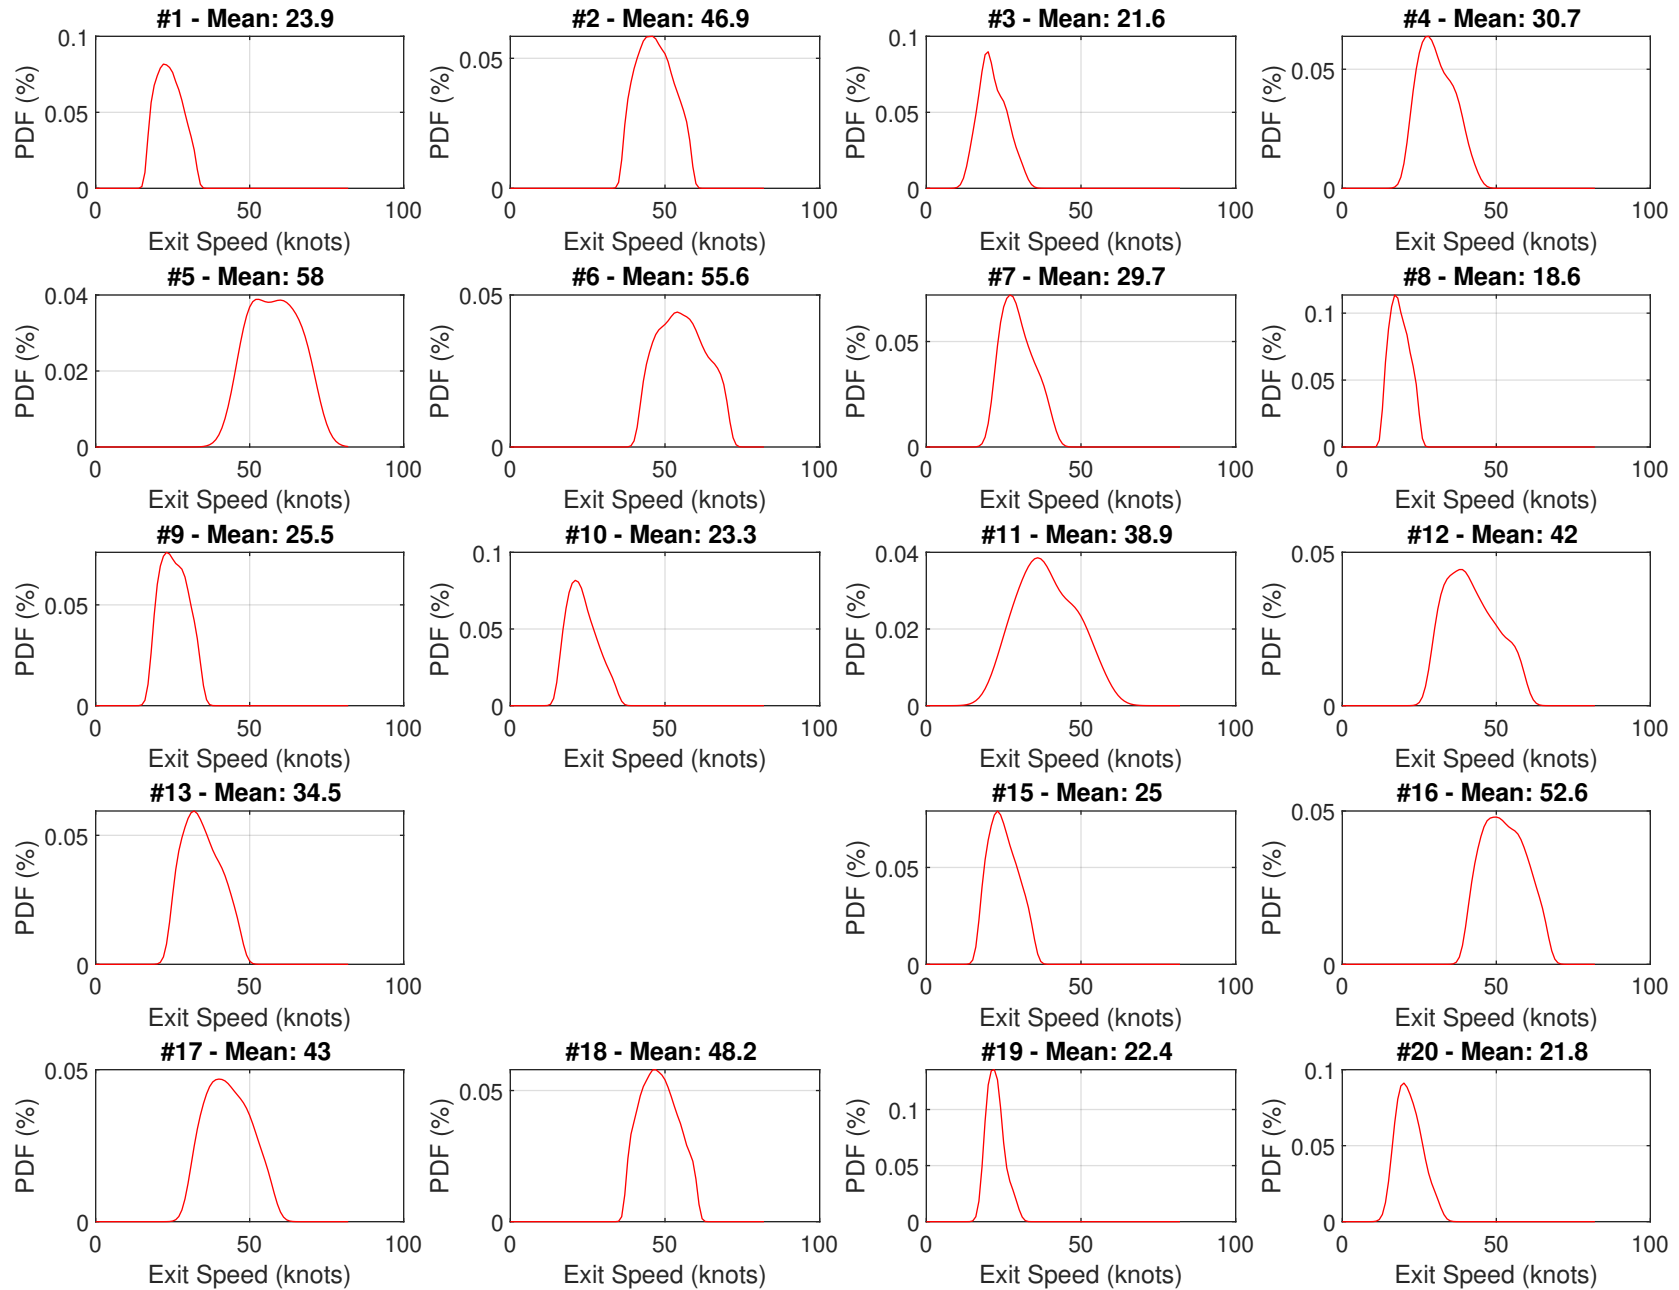 #1 - Mean: 23.9
PDF (%)
0.1
0.05
0
0 50 100
Exit Speed (knots)
#2 - Mean: 46.9
PDF (%)
0.05
0
0 50 100
Exit Speed (knots)
#3 - Mean: 21.6
PDF (%)
0.1
0.05
0
0 50 100
Exit Speed (knots)
#4 - Mean: 30.7
PDF (%)
0.05
0
0 50 100
Exit Speed (knots)
#5 - Mean: 58
PDF (%)
0.04
0.02
0
0 50 100
Exit Speed (knots)
#6 - Mean: 55.6
PDF (%)
0.05
0
0 50 100
Exit Speed (knots)
#7 - Mean: 29.7
PDF (%)
0.05
0
0 50 100
Exit Speed (knots)
#8 - Mean: 18.6
PDF (%)
0.1
0.05
0
0 50 100
Exit Speed (knots)
#9 - Mean: 25.5
PDF (%)
0.05
0
0 50 100
Exit Speed (knots)
#10 - Mean: 23.3
PDF (%)
0.1
0.05
0
0 50 100
Exit Speed (knots)
#11 - Mean: 38.9
PDF (%)
0.04
0.02
0
0 50 100
Exit Speed (knots)
#12 - Mean: 42
PDF (%)
0.05
0
0 50 100
Exit Speed (knots)
#13 - Mean: 34.5
PDF (%)
0.05
0
0 50 100
Exit Speed (knots)
#15 - Mean: 25
PDF (%)
0.05
0
0 50 100
Exit Speed (knots)
#16 - Mean: 52.6
PDF (%)
0.05
0
0 50 100
Exit Speed (knots)
#17 - Mean: 43
PDF (%)
0.05
0
0 50 100
Exit Speed (knots)
#18 - Mean: 48.2
PDF (%)
0.05
0
0 50 100
Exit Speed (knots)
#19 - Mean: 22.4
PDF (%)
0.1
0.05
0
0 50 100
Exit Speed (knots)
#20 - Mean: 21.8
PDF (%)
0.1
0.05
0
0 50 100
Exit Speed (knots)